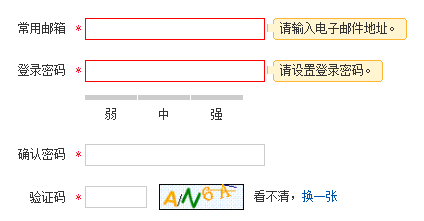 常用邮箱 * 请输入电子邮件地址。
登录密码 * 请设置登录密码。
弱 中 强
确认密码 *
验证码 * ANBA 看不清，换一张